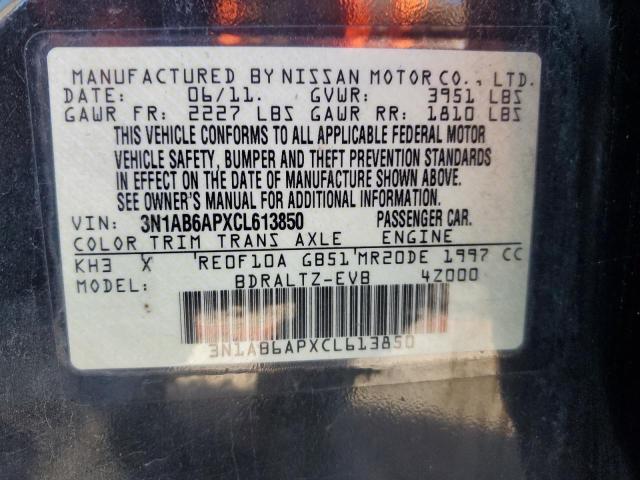 MANUFACTURED BY NISSAN MOTOR CO., LTD.
DATE: 06/11. GVWR: 3951 LBS
GAWR FR: 2227 LBS GAWR RR: 1810 LBS
THIS VEHICLE CONFORMS TO ALL APPLICABLE FEDERAL MOTOR
VEHICLE SAFETY, BUMPER AND THEFT PREVENTION STANDARDS
IN EFFECT ON THE DATE OF MANUFACTURE SHOWN ABOVE.
SEE OWNER'S MANUAL FOR ADDITIONAL INFORMATION.
VIN: 3N1AB6APXCL613850 PASSENGER CAR.
COLOR TRIM TRANS AXLE ENGINE
KH3 X 'RE0F10A GB51'MR20DE 1997 CC
MODEL: BDRALTZ-EVB 4Z000
3N1AB6APXCL613850